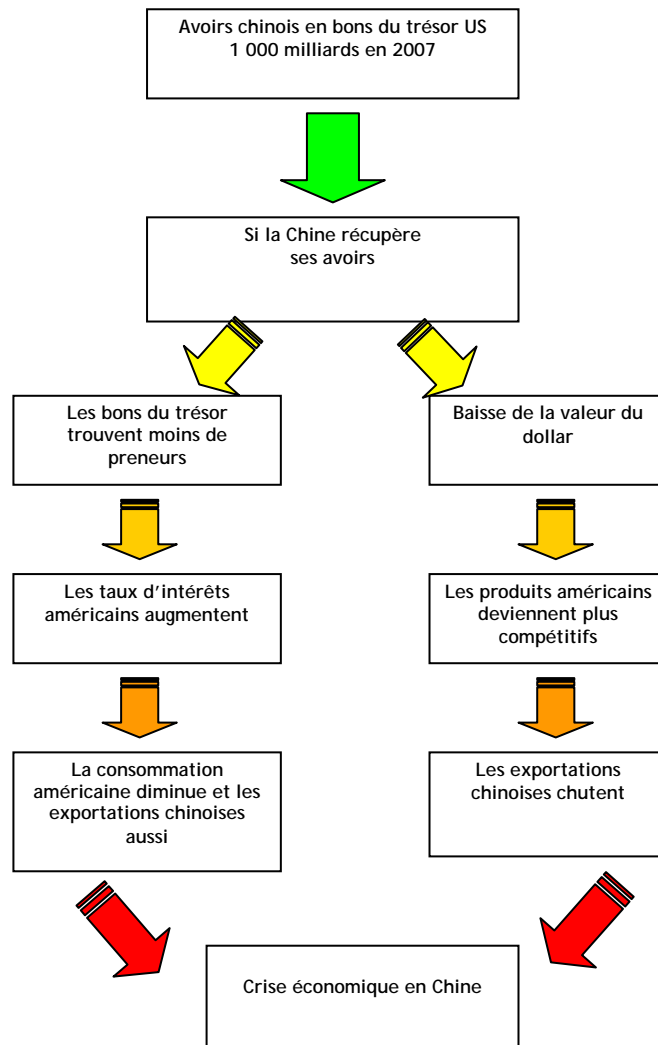 Avoirs chinois en bons du trésor US
1 000 milliards en 2007
Si la Chine récupère
ses avoirs
Les bons du trésor
trouvent moins de
preneurs
Baisse de la valeur du
dollar
Les taux d'intérêts
américains augmentent
Les produits américains
deviennent plus
compétitifs
La consommation
américaine diminue et les
exportations chinoises
aussi
Les exportations
chinoises chutent
Crise économique en Chine